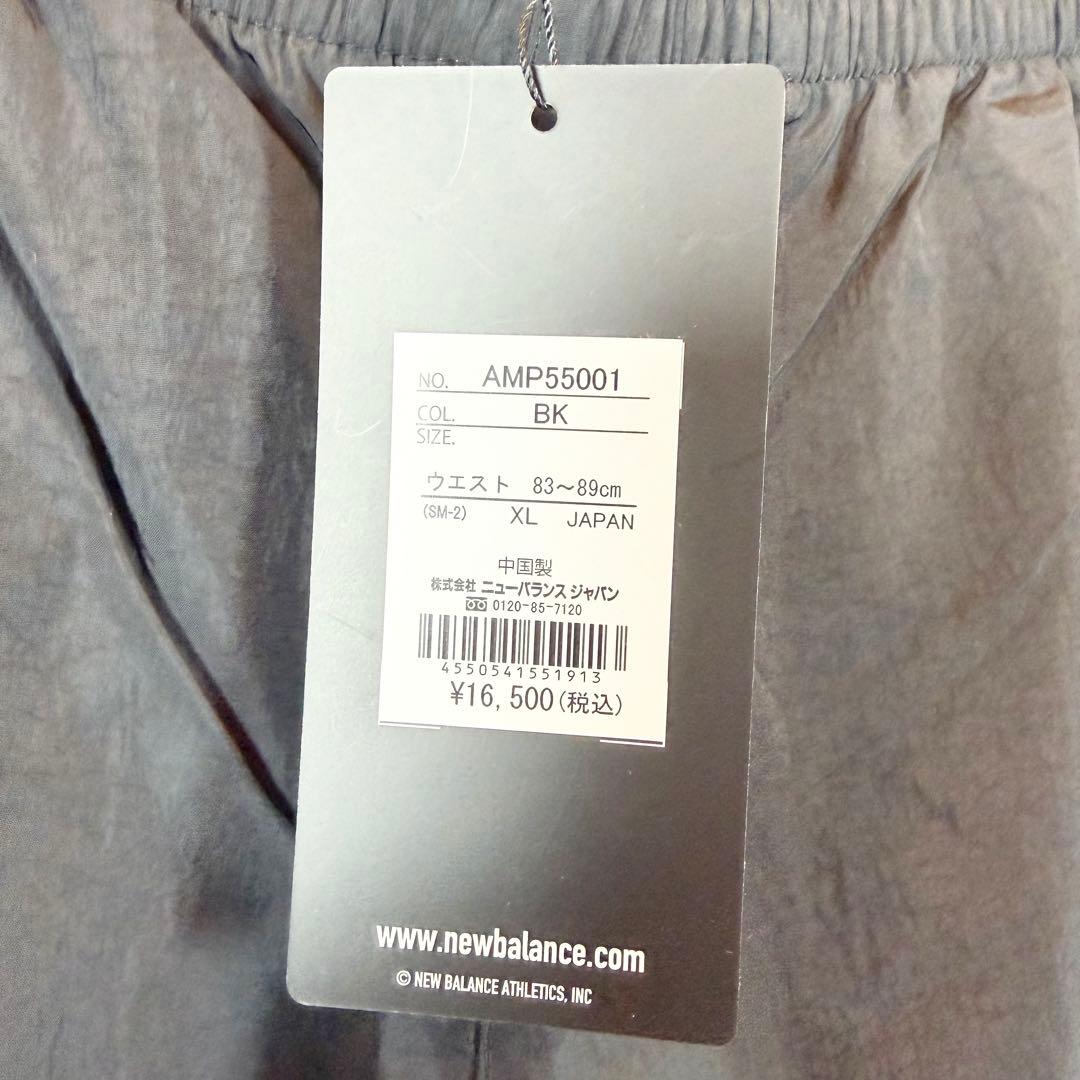 NO. AMP55001
COL. BK
SIZE.
ウエスト 83～89cm
(SM-2) XL JAPAN
中国製
株式会社 ニューバランス ジャパン
0120-85-7120
4550541551913
¥16,500(税込)
www.newbalance.com
© NEW BALANCE ATHLETICS, INC